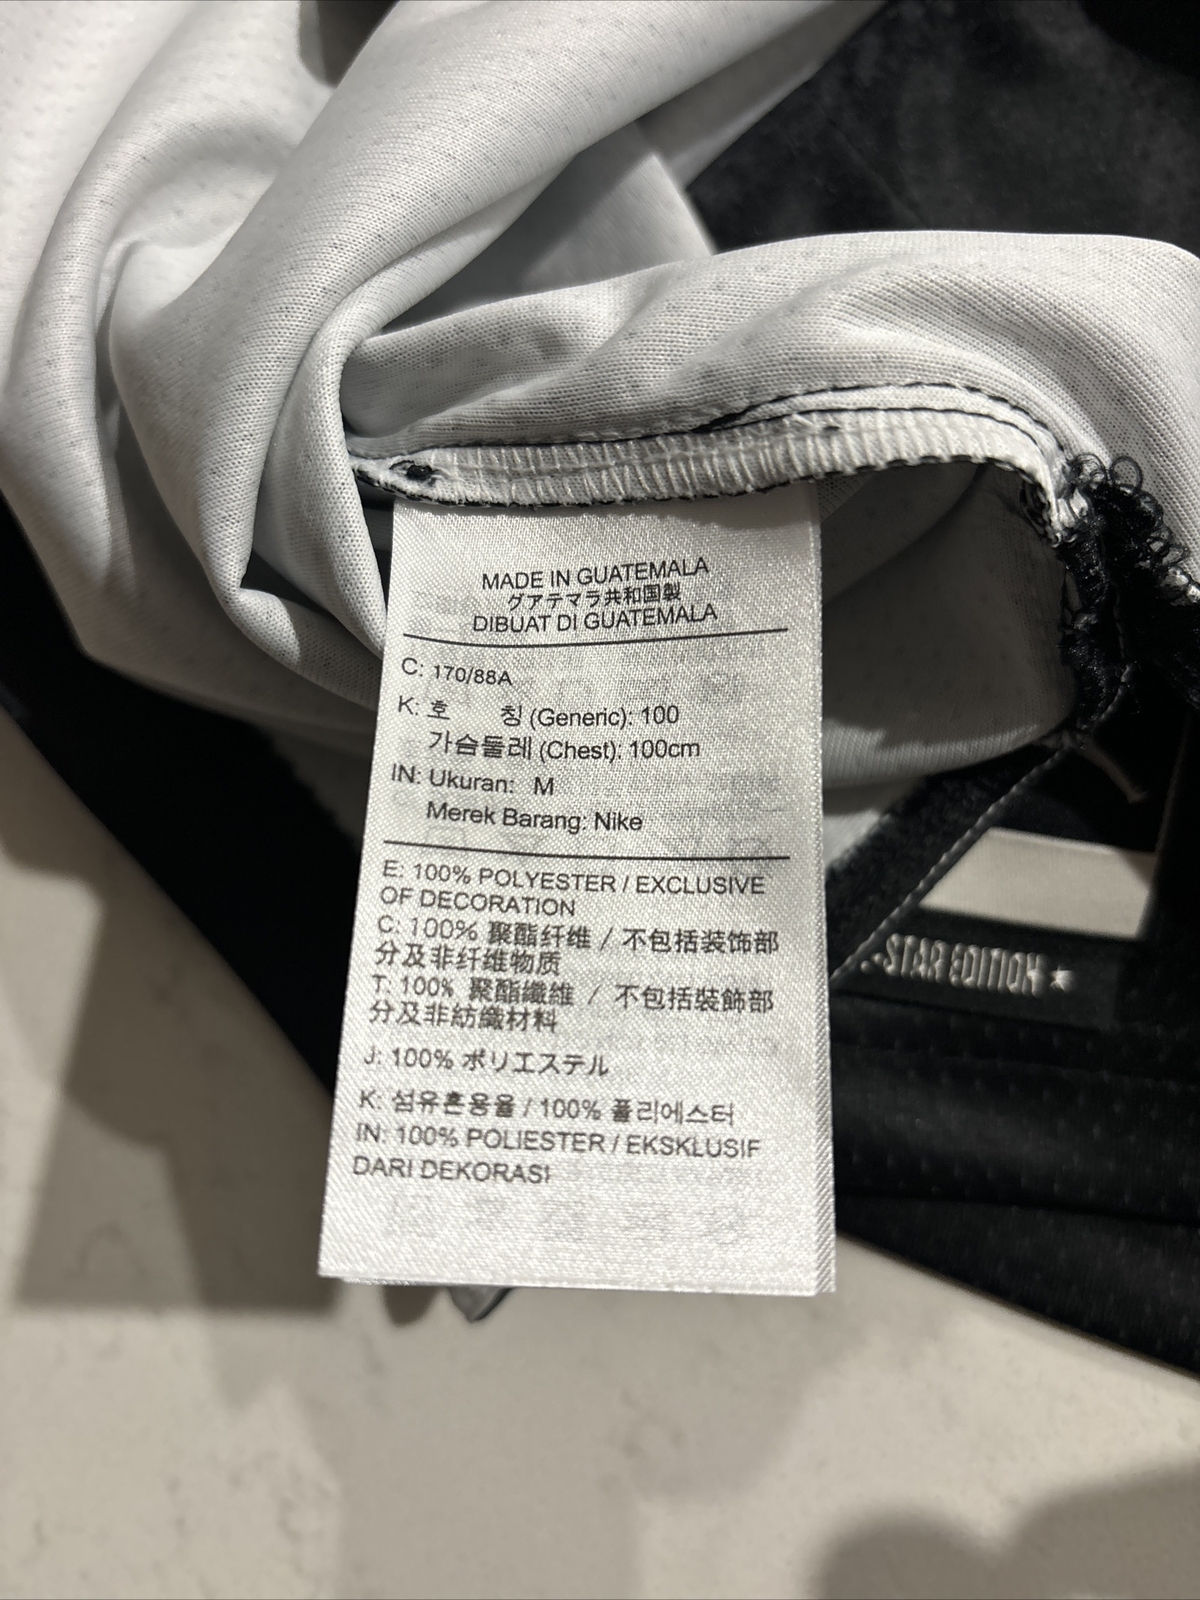 MADE IN GUATEMALA
グアテマラ共和国製
DIBUAT DI GUATEMALA
C: 170/88A
K: 호 칭 (Generic): 100
가슴둘레 (Chest): 100cm
IN: Ukuran: M
Merek Barang: Nike
E: 100% POLYESTER / EXCLUSIVE
OF DECORATION
C: 100% 聚酯纤维 / 不包括装饰部
分及非纤维物质
T: 100% 聚酯纖維 / 不包括裝飾部
分及非紡織材料
J: 100% ポリエステル
K: 섬유혼용율 / 100% 폴리에스터
IN: 100% POLIESTER / EKSKLUSIF
DARI DEKORASI
-STAR EDITION ★